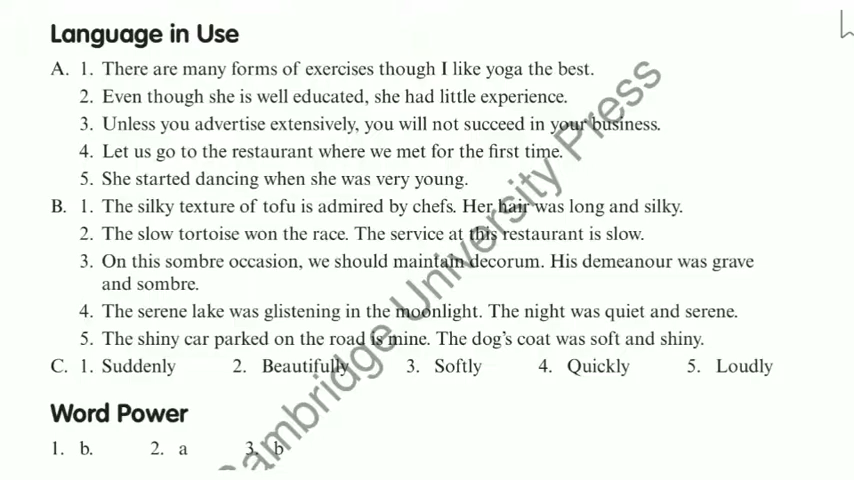 Language in Use
A. 1. There are many forms of exercises though I like yoga the best.
2. Even though she is well educated, she had little experience.
3. Unless you advertise extensively, you will not succeed in your business.
4. Let us go to the restaurant where we met for the first time.
5. She started dancing when she was very young.
B. 1. The silky texture of tofu is admired by chefs. Her hair was long and silky.
2. The slow tortoise won the race. The service at this restaurant is slow.
3. On this sombre occasion, we should maintain decorum. His demeanour was grave
and sombre.
4. The serene lake was glistening in the moonlight. The night was quiet and serene.
5. The shiny car parked on the road is mine. The dog's coat was soft and shiny.
C. 1. Suddenly 2. Beautifully 3. Softly 4. Quickly 5. Loudly
Word Power
1. b. 2. a 3. b
Cambridge University Press